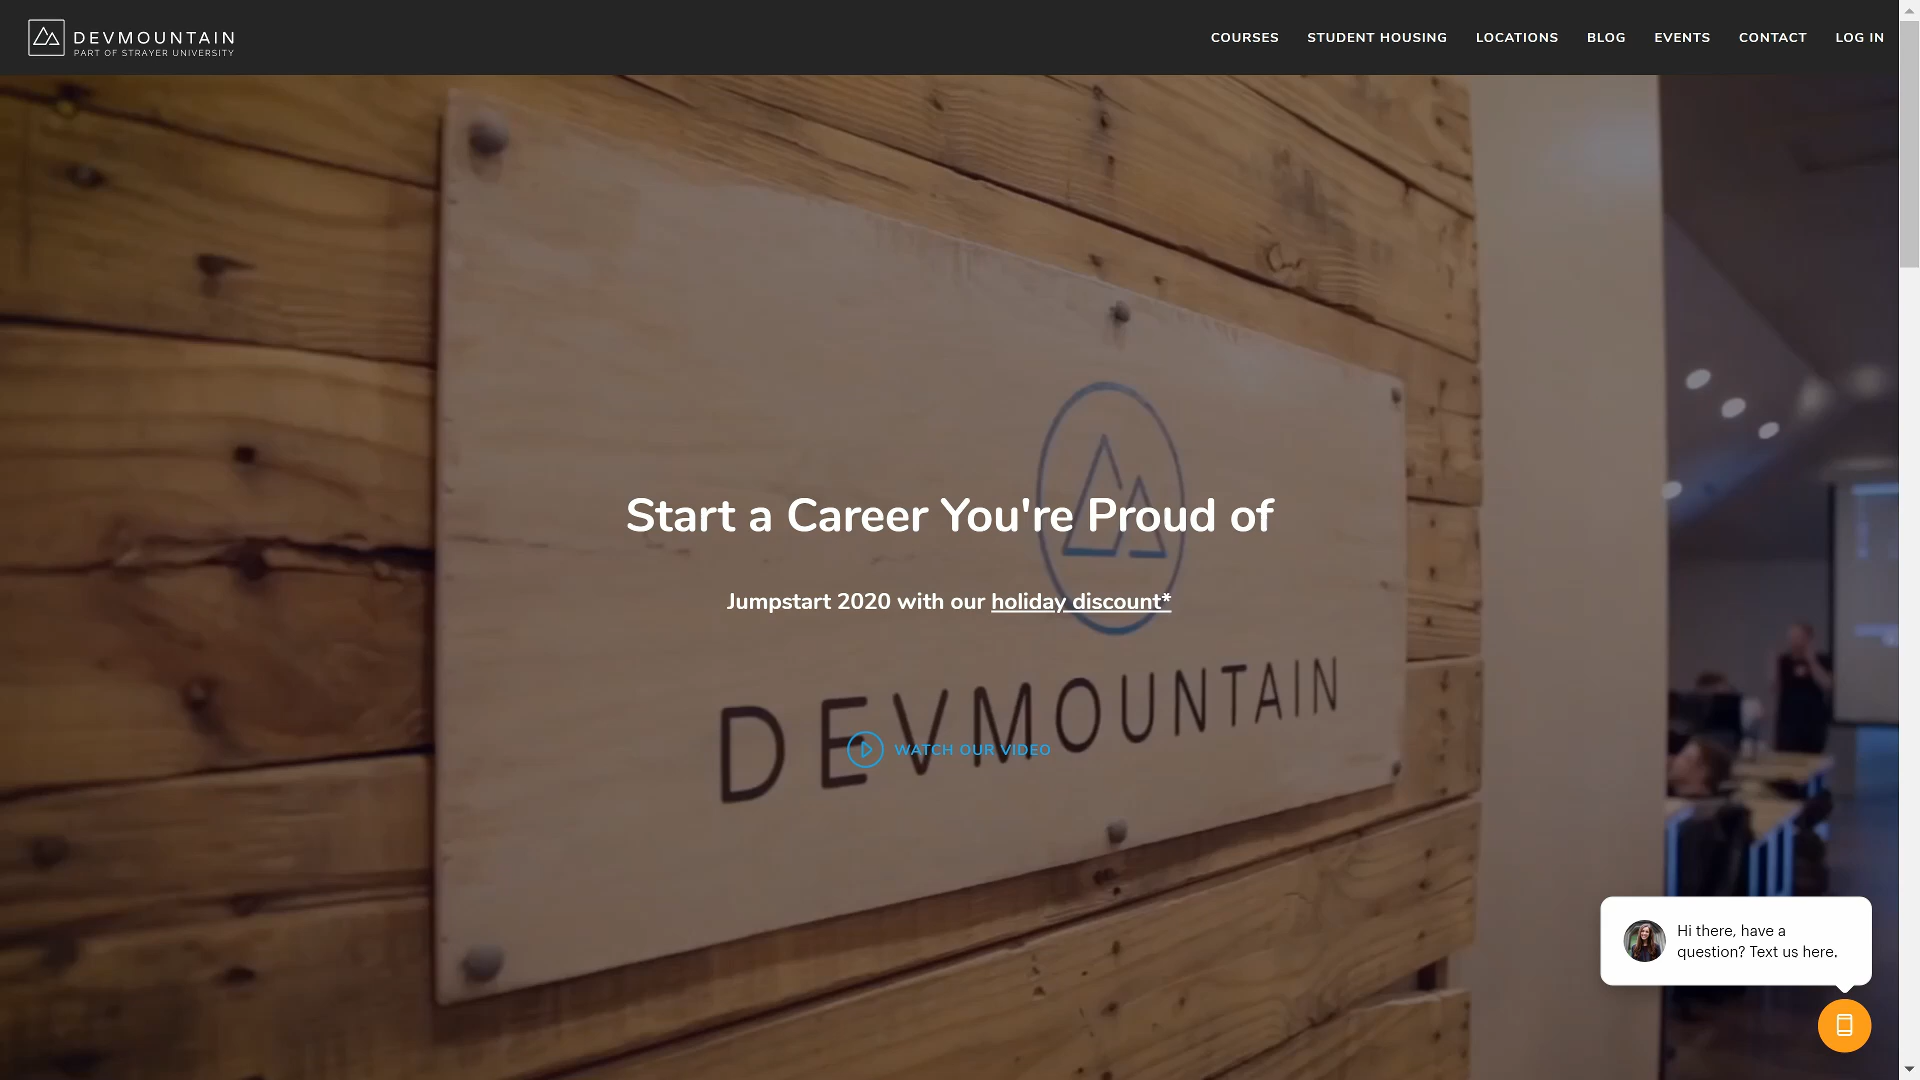 DEVMOUNTAIN
PART OF STRAYER UNIVERSITY
COURSES STUDENT HOUSING LOCATIONS BLOG EVENTS CONTACT LOG IN
Start a Career You're Proud of
Jumpstart 2020 with our holiday discount*
DEVMOUNTAIN
WATCH OUR VIDEO
Hi there, have a
question? Text us here.